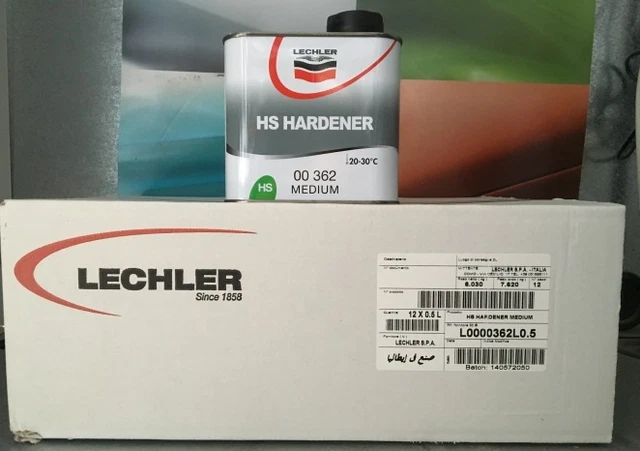 LECHLER
HS HARDENER
20-30°C
00 362
MEDIUM
HS
LECHLER
Since 1858
LECHLER S.P.A. - ITALIA
6.030 7.620 12
12 X 0.5 L
HS HARDENER MEDIUM
L0000362L0.5
LECHLER S.P.A.
صنع في إيطاليا
Batch: 140672050